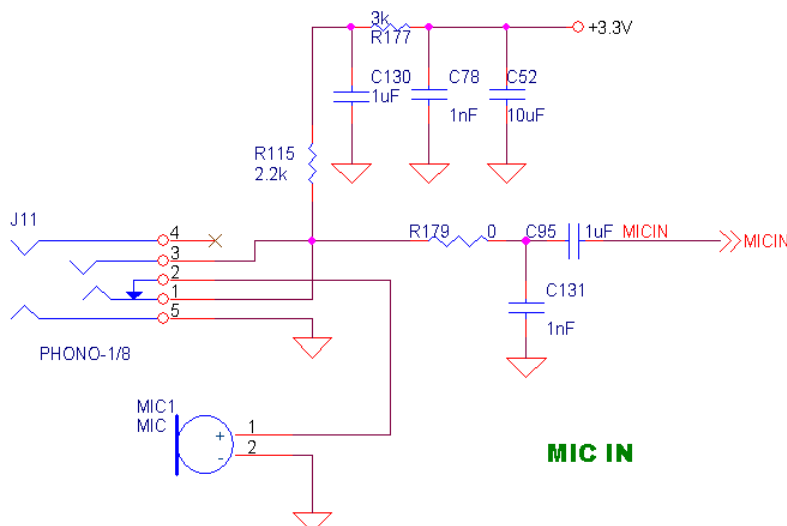 3k
R177
+3.3V
C130
1uF
C78
1nF
C52
10uF
R115
2.2k
J11
4
3
2
1
5
R179 0 C95 1uF MICIN
MICIN
C131
1nF
PHONO-1/8
MIC1
MIC
+
-
1
2
MIC IN